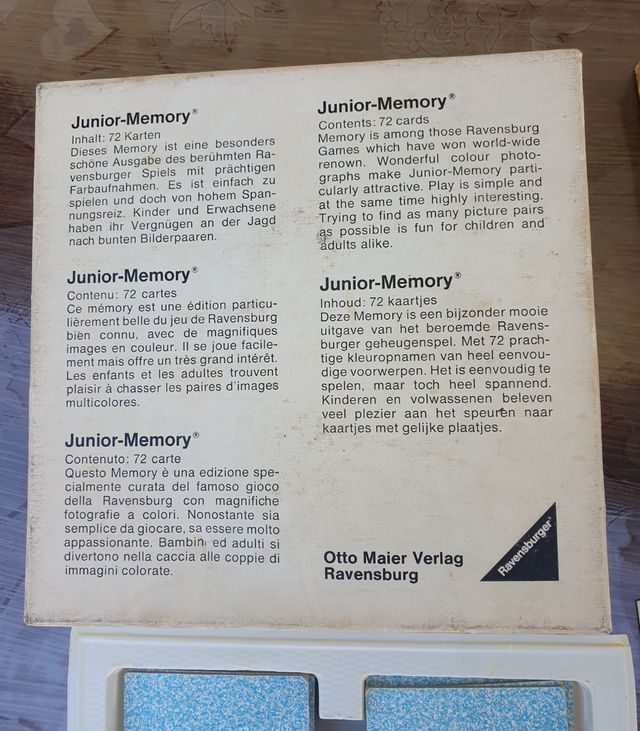 Junior-Memory®
Inhalt: 72 Karten
Dieses Memory ist eine besonders
schöne Ausgabe des berühmten Ra-
vensburger Spiels mit prächtigen
Farbaufnahmen. Es ist einfach zu
spielen und doch von hohem Span-
nungsreiz. Kinder und Erwachsene
haben ihr Vergnügen an der Jagd
nach bunten Bilderpaaren.
Junior-Memory®
Contenu: 72 cartes
Ce mémory est une édition particu-
lièrement belle du jeu de Ravensburg
bien connu, avec de magnifiques
images en couleur. Il se joue facile-
ment mais offre un très grand intérêt.
Les enfants et les adultes trouvent
plaisir à chasser les paires d'images
multicolores.
Junior-Memory®
Contenuto: 72 carte
Questo Memory è una edizione spe-
cialmente curata del famoso gioco
della Ravensburg con magnifiche
fotografie a colori. Nonostante sia
semplice da giocare, sa essere molto
appassionante. Bambini ed adulti si
divertono nella caccia alle coppie di
immagini colorate.
Junior-Memory®
Contents: 72 cards
Memory is among those Ravensburg
Games which have won world-wide
renown. Wonderful colour photo-
graphs make Junior-Memory parti-
cularly attractive. Play is simple and
at the same time highly interesting.
Trying to find as many picture pairs
as possible is fun for children and
adults alike.
Junior-Memory®
Inhoud: 72 kaartjes
Deze Memory is een bijzonder mooie
uitgave van het beroemde Ravens-
burger geheugenspel. Met 72 prach-
tige kleuropnamen van heel eenvou-
dige voorwerpen. Het is eenvoudig te
spelen, maar toch heel spannend.
Kinderen en volwassenen beleven
veel plezier aan het speuren naar
kaartjes met gelijke plaatjes.
Otto Maier Verlag
Ravensburg
Ravensburger®